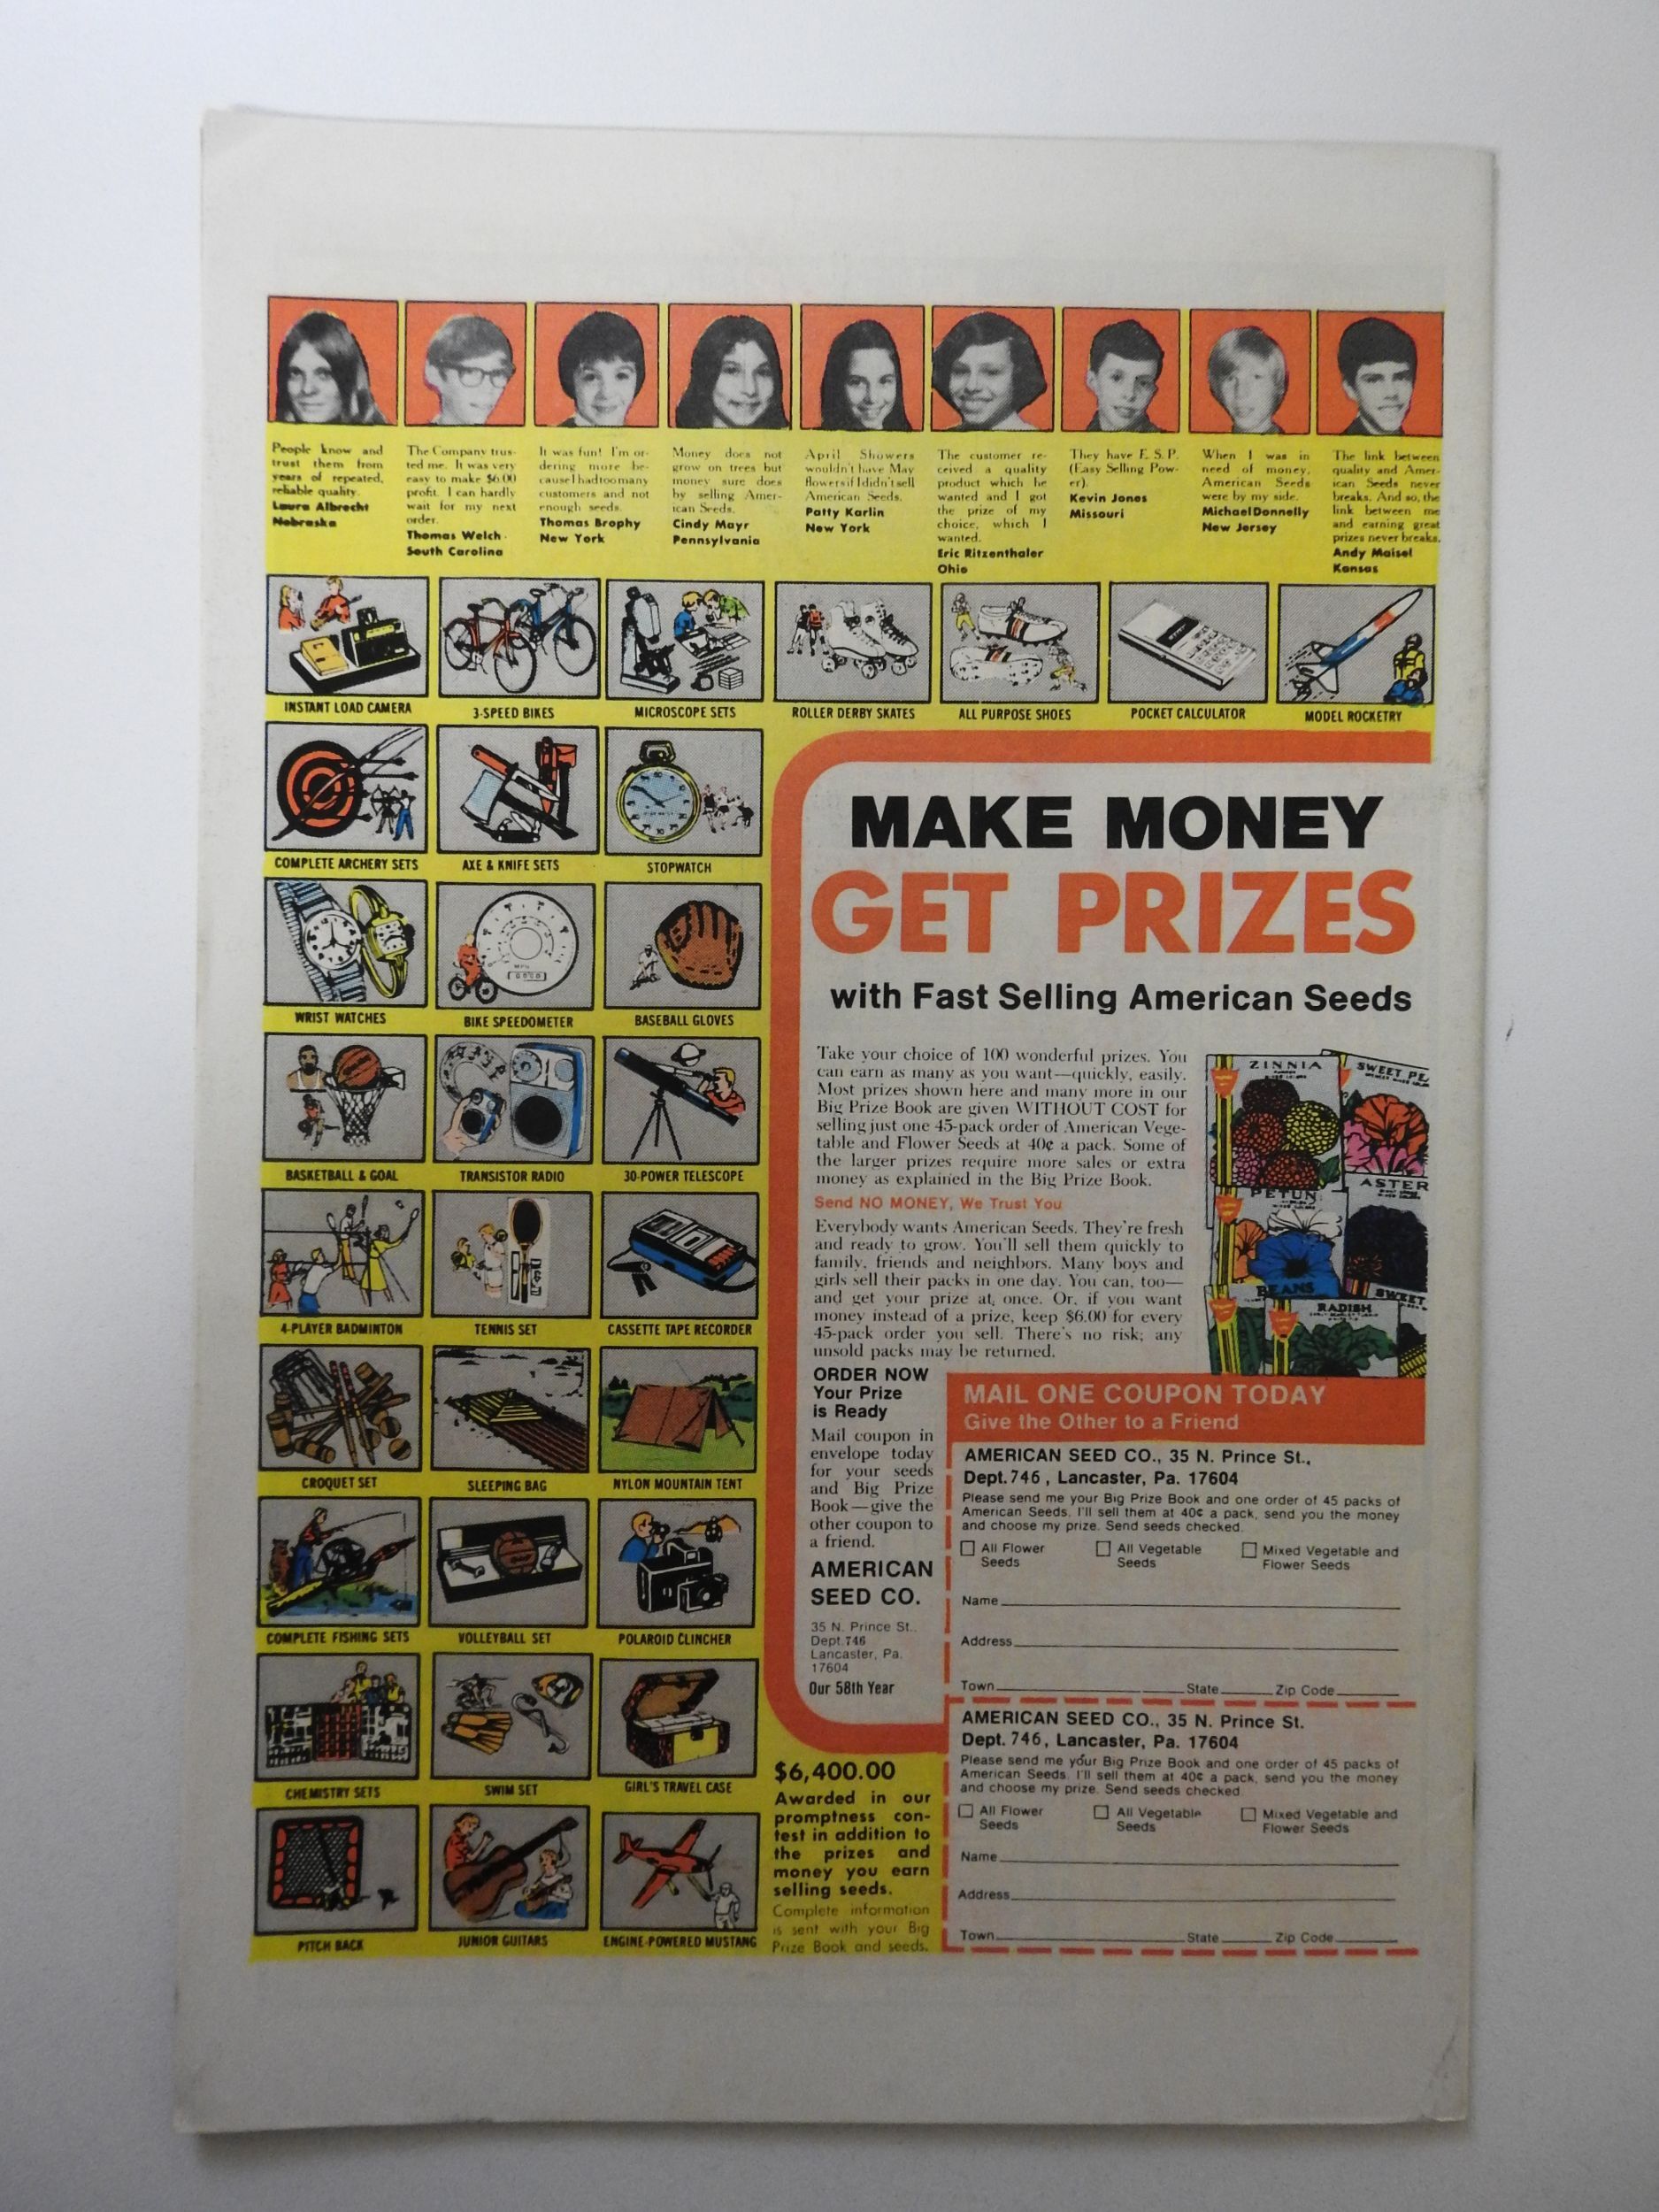 People know and
trust them from
years of repeated,
reliable quality.
Laura Albrecht
Nebraska
The Company trus-
ted me. It was very
easy to make $6.00
profit. I can hardly
wait for my next
order.
Thomas Welch
South Carolina
It was fun! I'm or-
dering more be-
cause I had too many
customers and not
enough seeds.
Thomas Brophy
New York
Money does not
grow on trees but
money sure does
by selling Amer-
ican Seeds.
Cindy Mayr
Pennsylvania
April Showers
wouldn't have May
flowers if I didn't sell
American Seeds.
Patty Karlin
New York
The customer re-
ceived a quality
product which he
wanted and I got
the prize of my
choice, which I
wanted.
Eric Ritzenthaler
Ohio
They have E.S.P.
(Easy Selling Pow-
er).
Kevin Jones
Missouri
When I was in
need of money,
American Seeds
were by my side.
Michael Donnelly
New Jersey
The link between
quality and Amer-
ican Seeds never
breaks. And so, the
link between me
and earning great
prizes never breaks.
Andy Maisel
Kansas
INSTANT LOAD CAMERA
3-SPEED BIKES
MICROSCOPE SETS
ROLLER DERBY SKATES
ALL PURPOSE SHOES
POCKET CALCULATOR
MODEL ROCKETRY
COMPLETE ARCHERY SETS
AXE & KNIFE SETS
STOPWATCH
WRIST WATCHES
BIKE SPEEDOMETER
BASEBALL GLOVES
BASKETBALL & GOAL
TRANSISTOR RADIO
30-POWER TELESCOPE
4-PLAYER BADMINTON
TENNIS SET
CASSETTE TAPE RECORDER
CROQUET SET
SLEEPING BAG
NYLON MOUNTAIN TENT
COMPLETE FISHING SETS
VOLLEYBALL SET
POLAROID CLINCHER
CHEMISTRY SETS
SWIM SET
GIRL'S TRAVEL CASE
PITCH BACK
JUNIOR GUITARS
ENGINE-POWERED MUSTANG
MAKE MONEY
GET PRIZES
with Fast Selling American Seeds
Take your choice of 100 wonderful prizes. You
can earn as many as you want—quickly, easily.
Most prizes shown here and many more in our
Big Prize Book are given WITHOUT COST for
selling just one 45-pack order of American Vege-
table and Flower Seeds at 40¢ a pack. Some of
the larger prizes require more sales or extra
money as explained in the Big Prize Book.
Send NO MONEY, We Trust You
Everybody wants American Seeds. They're fresh
and ready to grow. You'll sell them quickly to
family, friends and neighbors. Many boys and
girls sell their packs in one day. You can, too—
and get your prize at once. Or, if you want
money instead of a prize, keep $6.00 for every
45-pack order you sell. There's no risk; any
unsold packs may be returned.
ZINNIA
SWEET PE
ASTER
PETUN
BEANS
RADISH
SWEET
ORDER NOW
Your Prize
is Ready
Mail coupon in
envelope today
for your seeds
and Big Prize
Book—give the
other coupon to
a friend.
AMERICAN
SEED CO.
35 N. Prince St.,
Dept. 746
Lancaster, Pa.
17604
Our 58th Year
MAIL ONE COUPON TODAY
Give the Other to a Friend
AMERICAN SEED CO., 35 N. Prince St.,
Dept. 746, Lancaster, Pa. 17604
Please send me your Big Prize Book and one order of 45 packs of
American Seeds. I'll sell them at 40¢ a pack, send you the money
and choose my prize. Send seeds checked.
All Flower
Seeds
All Vegetable
Seeds
Mixed Vegetable and
Flower Seeds
Name
Address
Town State Zip Code
AMERICAN SEED CO., 35 N. Prince St.
Dept. 746, Lancaster, Pa. 17604
Please send me your Big Prize Book and one order of 45 packs of
American Seeds. I'll sell them at 40¢ a pack, send you the money
and choose my prize. Send seeds checked.
All Flower
Seeds
All Vegetable
Seeds
Mixed Vegetable and
Flower Seeds
Name
Address
Town State Zip Code
$6,400.00
Awarded in our
promptness con-
test in addition to
the prizes and
money you earn
selling seeds.
Complete information
is sent with your Big
Prize Book and seeds.